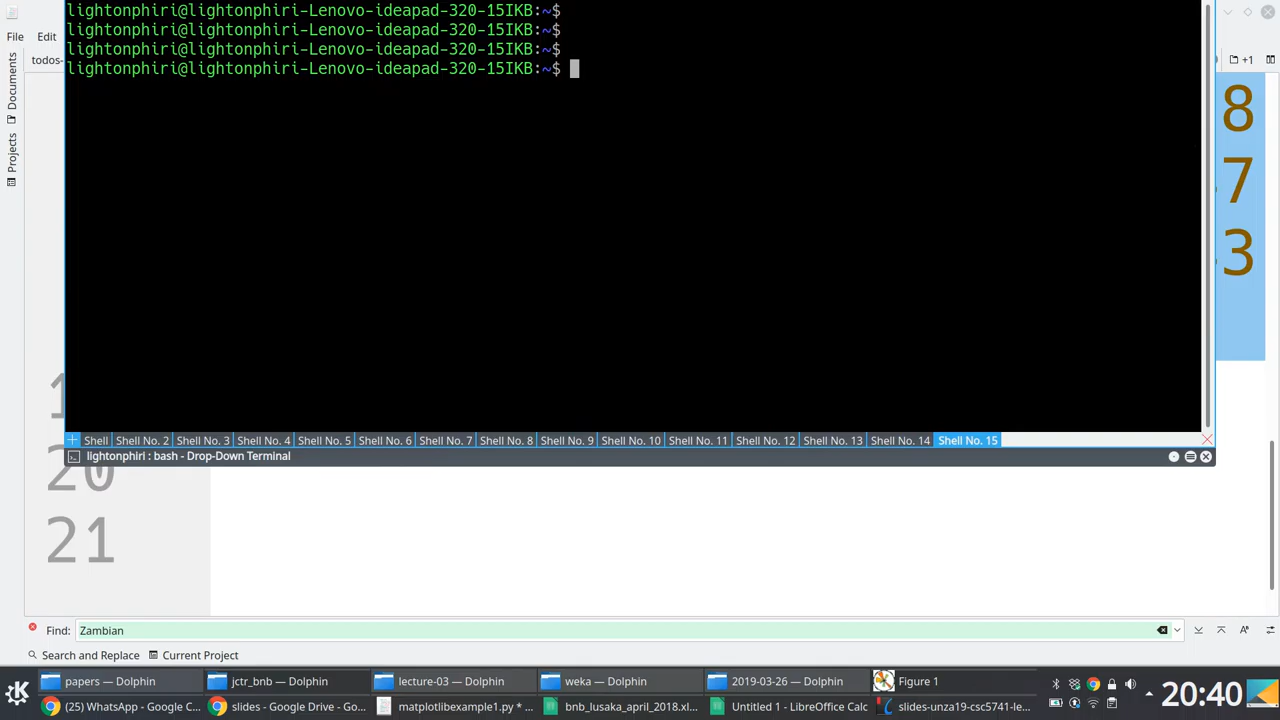 lightonphiri@lightonphiri-Lenovo-ideapad-320-15IKB:~$
lightonphiri@lightonphiri-Lenovo-ideapad-320-15IKB:~$
lightonphiri@lightonphiri-Lenovo-ideapad-320-15IKB:~$
lightonphiri@lightonphiri-Lenovo-ideapad-320-15IKB:~$
File Edit
todos-
+1
Documents
Projects
8
7
3
20
21
Shell Shell No. 2 Shell No. 3 Shell No. 4 Shell No. 5 Shell No. 6 Shell No. 7 Shell No. 8 Shell No. 9 Shell No. 10 Shell No. 11 Shell No. 12 Shell No. 13 Shell No. 14 Shell No. 15
lightonphiri : bash - Drop-Down Terminal
Find: Zambian
Search and Replace Current Project
papers — Dolphin jctr_bnb — Dolphin lecture-03 — Dolphin weka — Dolphin 2019-03-26 — Dolphin Figure 1
(25) WhatsApp - Google C... slides - Google Drive - Go... matplotlibexample1.py *... bnb_lusaka_april_2018.xl... Untitled 1 - LibreOffice Calc slides-unza19-csc5741-le...
20:40